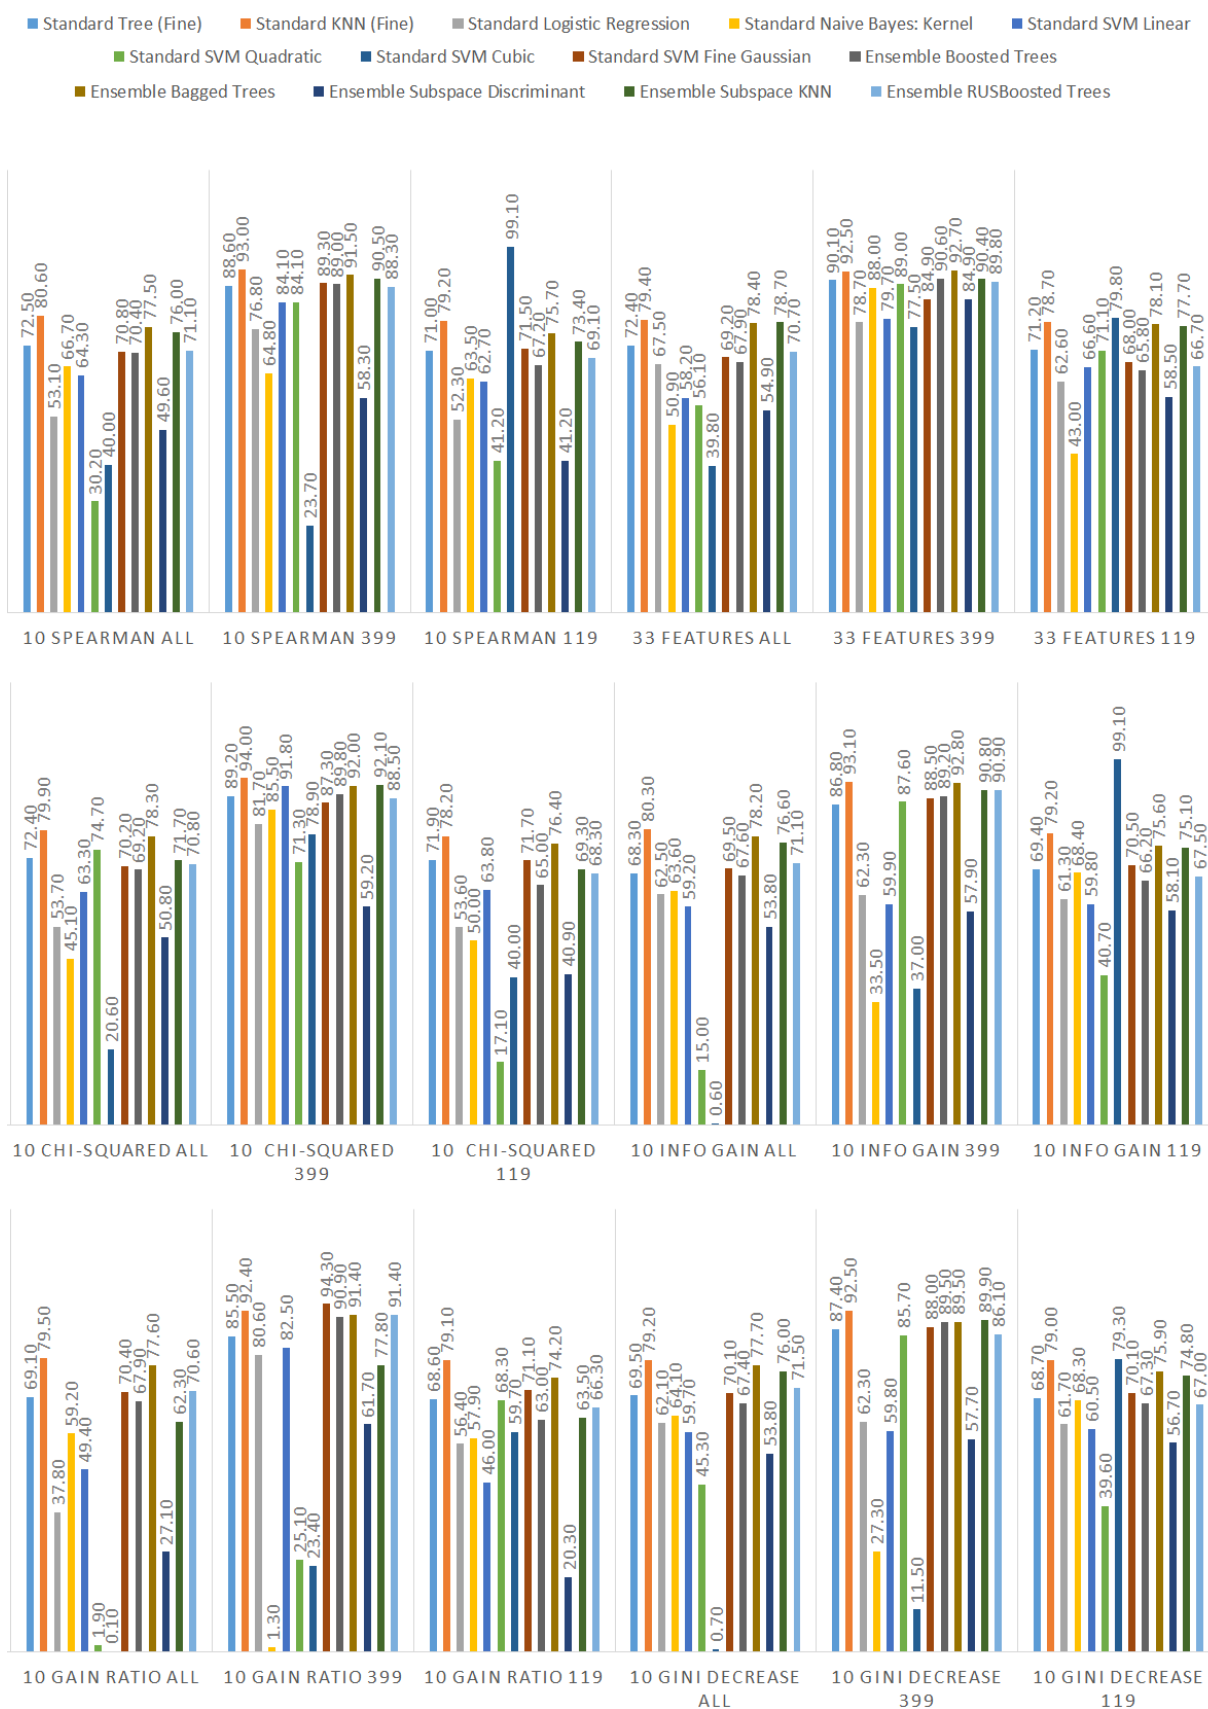 Standard Tree (Fine) Standard KNN (Fine) Standard Logistic Regression Standard Naive Bayes: Kernel Standard SVM Linear
Standard SVM Quadratic Standard SVM Cubic Standard SVM Fine Gaussian Ensemble Boosted Trees
Ensemble Bagged Trees Ensemble Subspace Discriminant Ensemble Subspace KNN Ensemble RUSBoosted Trees
72.50 80.60 53.10 66.70 64.30 30.20 40.00 70.80 70.40 77.50 49.60 76.00 71.10
88.60 93.00 76.80 64.80 84.10 84.10 23.70 89.30 89.00 91.50 58.30 90.50 88.30
71.00 79.20 52.30 63.50 62.70 41.20 99.10 71.50 67.20 75.70 41.20 73.40 69.10
72.40 79.40 67.50 50.90 58.20 56.10 39.80 69.20 67.90 78.40 54.90 78.70 70.70
90.10 92.50 78.70 88.00 79.70 89.00 77.50 84.90 90.60 92.70 84.90 90.40 89.80
71.20 78.70 62.60 43.00 66.60 71.10 79.80 68.00 65.80 78.10 58.50 77.70 66.70
10 SPEARMAN ALL 10 SPEARMAN 399 10 SPEARMAN 119 33 FEATURES ALL 33 FEATURES 399 33 FEATURES 119
72.40 79.90 53.70 45.10 63.30 74.70 20.60 70.20 69.20 78.30 50.80 71.70 70.80
89.20 94.00 81.70 85.50 91.80 71.30 78.90 87.30 89.80 92.00 59.20 92.10 88.50
71.90 78.20 53.60 50.00 63.80 17.10 40.00 71.70 65.00 76.40 40.90 69.30 68.30
68.30 80.30 62.50 63.60 59.20 15.00 0.60 69.50 67.60 78.20 53.80 76.60 71.10
86.80 93.10 62.30 33.50 59.90 87.60 37.00 88.50 89.20 92.80 57.90 90.80 90.90
69.40 79.20 61.30 68.40 59.80 40.70 99.10 70.50 66.20 75.60 58.10 75.10 67.50
10 CHI-SQUARED ALL 10 CHI-SQUARED 10 CHI-SQUARED 10 INFO GAIN ALL 10 INFO GAIN 399 10 INFO GAIN 119
399 119
69.10 79.50 37.80 59.20 49.40 1.90 0.10 70.40 67.90 77.60 27.10 62.30 70.60
85.50 92.40 80.60 1.30 82.50 25.10 23.40 94.30 90.90 91.40 61.70 77.80 91.40
68.60 79.10 56.40 57.90 46.00 68.30 59.70 71.10 63.00 74.20 20.30 63.50 66.30
69.50 79.20 62.10 64.10 59.70 45.30 0.70 70.10 67.40 77.70 53.80 76.00 71.50
87.40 92.50 62.30 27.30 59.80 85.70 11.50 88.00 89.50 89.50 57.70 89.90 86.10
68.70 79.00 61.70 68.30 60.50 39.60 79.30 70.10 67.30 75.90 56.70 74.80 67.00
10 GAIN RATIO ALL 10 GAIN RATIO 399 10 GAIN RATIO 119 10 GINI DECREASE 10 GINI DECREASE 10 GINI DECREASE
ALL 399 119